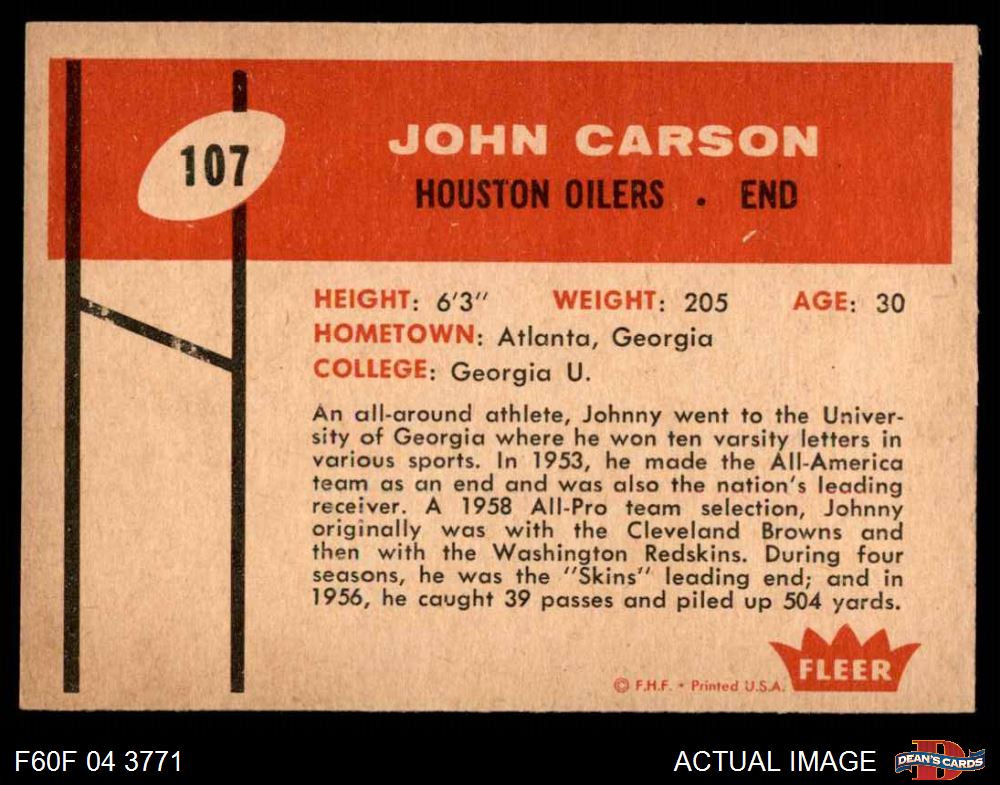 107
JOHN CARSON
HOUSTON OILERS • END
HEIGHT: 6'3" WEIGHT: 205 AGE: 30
HOMETOWN: Atlanta, Georgia
COLLEGE: Georgia U.
An all-around athlete, Johnny went to the Univer-
sity of Georgia where he won ten varsity letters in
various sports. In 1953, he made the All-America
team as an end and was also the nation's leading
receiver. A 1958 All-Pro team selection, Johnny
originally was with the Cleveland Browns and
then with the Washington Redskins. During four
seasons, he was the "Skins" leading end; and in
1956, he caught 39 passes and piled up 504 yards.
FLEER
© F.H.F. • Printed U.S.A.
F60F 04 3771
ACTUAL IMAGE
DEAN'S CARDS